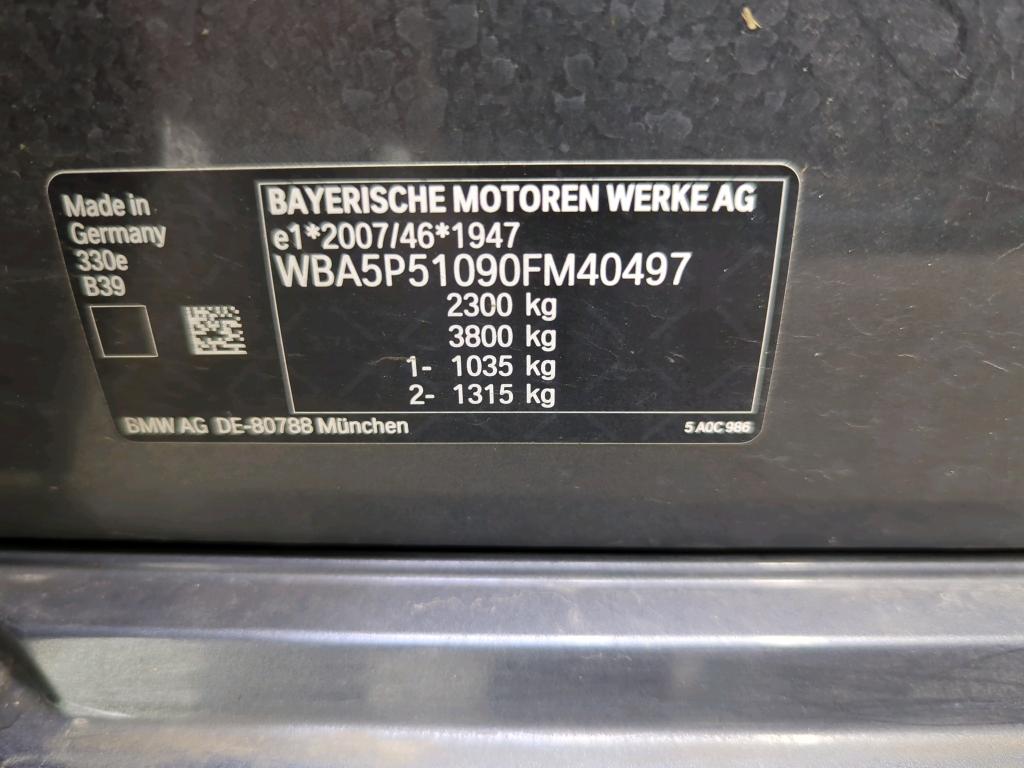 Made in
Germany
330e
B39
BAYERISCHE MOTOREN WERKE AG
e1*2007/46*1947
WBA5P51090FM40497
2300 kg
3800 kg
1- 1035 kg
2- 1315 kg
BMW AG DE-80788 München
5 A0C 986